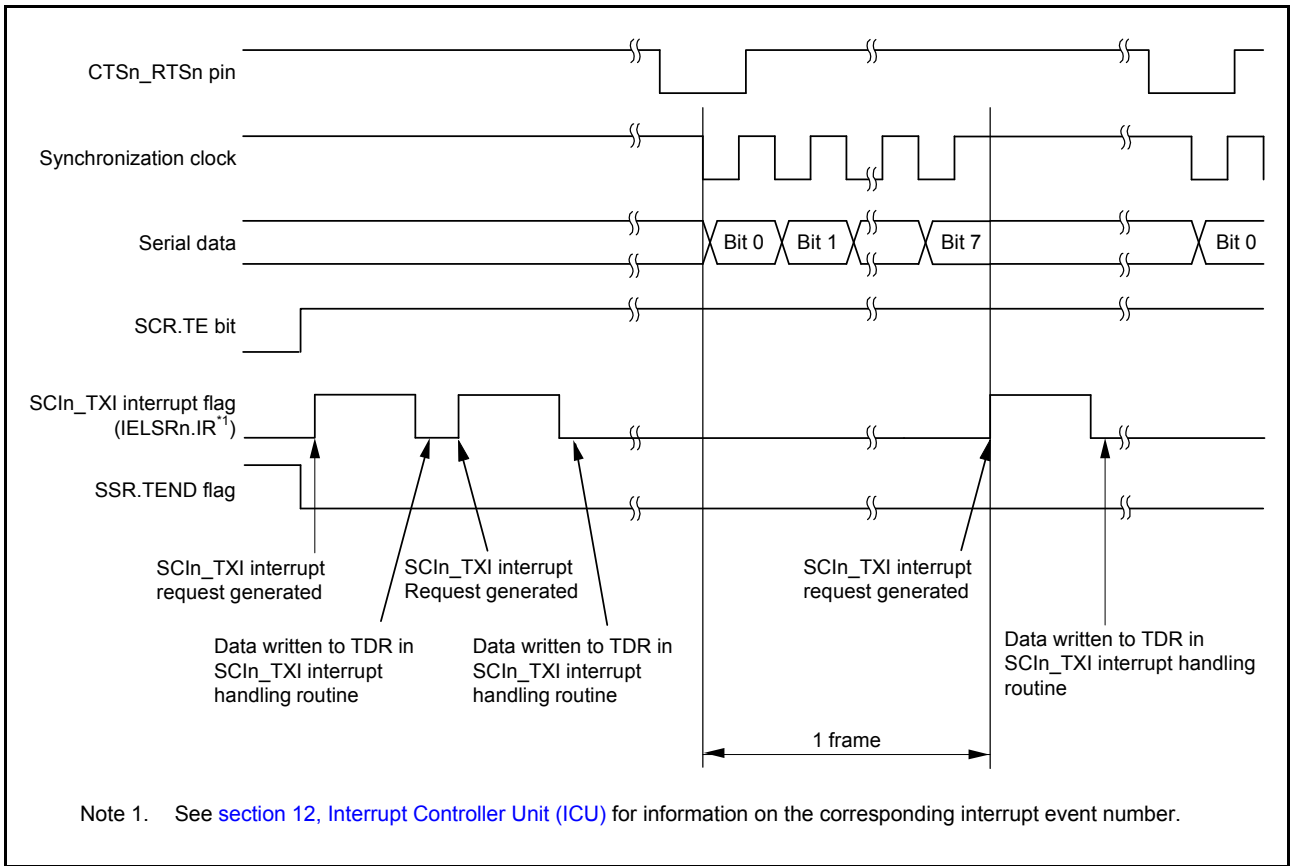 CTSn_RTSn pin
Synchronization clock
Serial data
Bit 0
Bit 1
Bit 7
Bit 0
SCR.TE bit
SCIn_TXI interrupt flag
(IELSRn.IR*1)
SSR.TEND flag
SCIn_TXI interrupt
request generated
SCIn_TXI interrupt
Request generated
SCIn_TXI interrupt
request generated
Data written to TDR in
SCIn_TXI interrupt
handling routine
Data written to TDR in
SCIn_TXI interrupt
handling routine
Data written to TDR in
SCIn_TXI interrupt handling
routine
1 frame
Note 1. See section 12, Interrupt Controller Unit (ICU) for information on the corresponding interrupt event number.